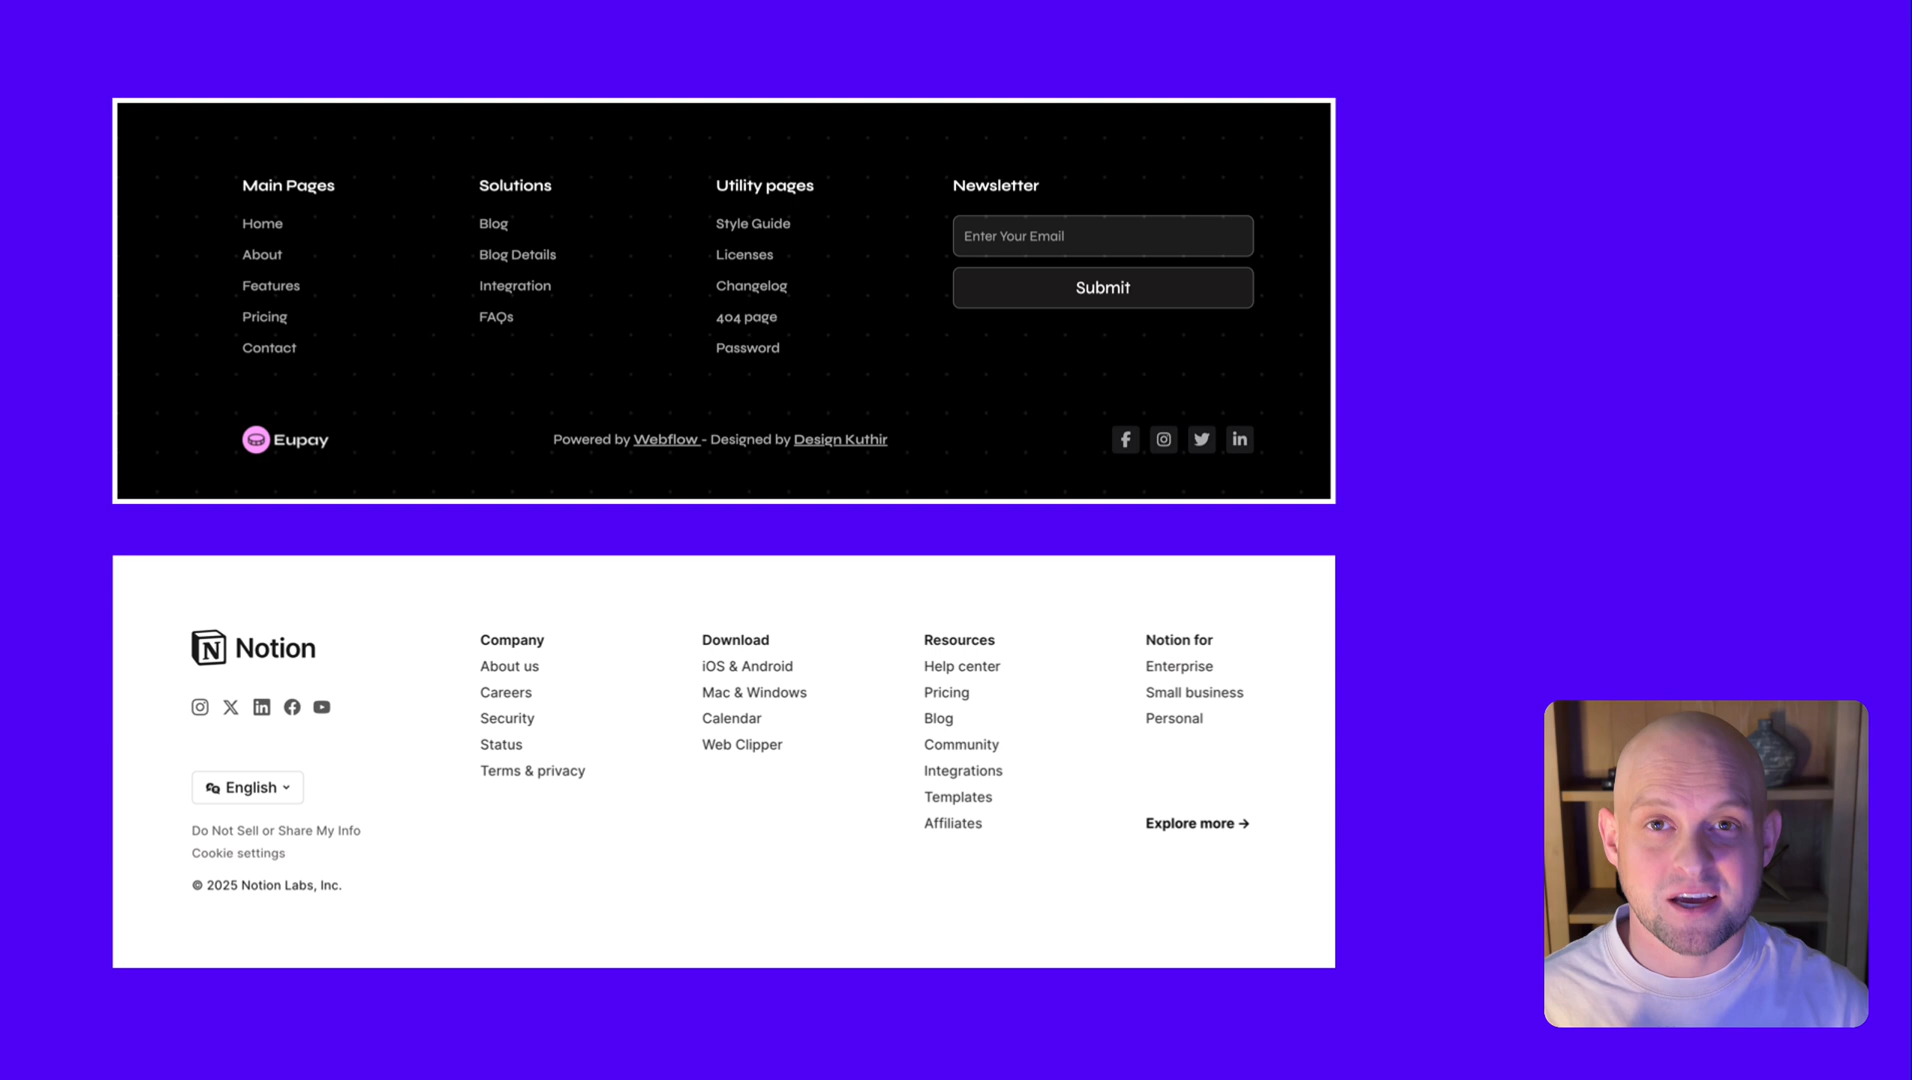 Main Pages
Home
About
Features
Pricing
Contact
Solutions
Blog
Blog Details
Integration
FAQs
Utility pages
Style Guide
Licenses
Changelog
404 page
Password
Newsletter
Enter Your Email
Submit
Eupay
Powered by Webflow - Designed by Design Kuthir
Notion
English
Do Not Sell or Share My Info
Cookie settings
© 2025 Notion Labs, Inc.
Company
About us
Careers
Security
Status
Terms & privacy
Download
iOS & Android
Mac & Windows
Calendar
Web Clipper
Resources
Help center
Pricing
Blog
Community
Integrations
Templates
Affiliates
Notion for
Enterprise
Small business
Personal
Explore more →